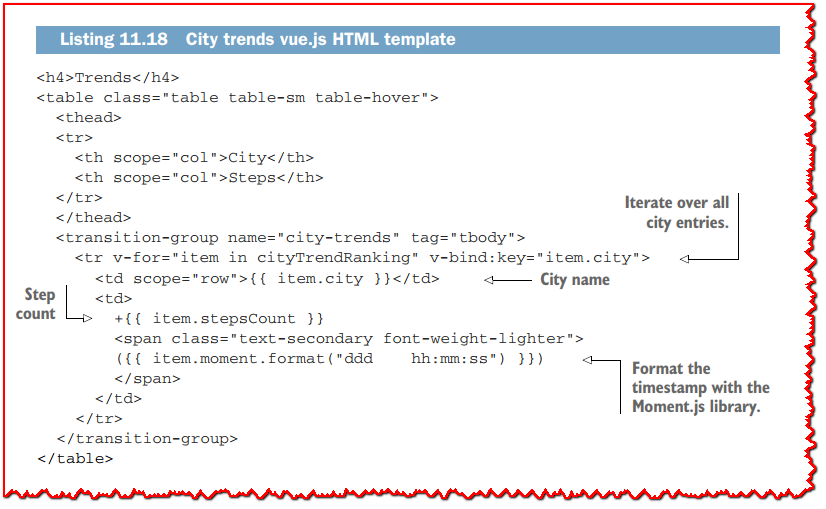 Listing 11.18 City trends vue.js HTML template
<h4>Trends</h4>
<table class="table table-sm table-hover">
  <thead>
  <tr>
    <th scope="col">City</th>
    <th scope="col">Steps</th>
  </tr>
  </thead>
  <transition-group name="city-trends" tag="tbody">
    <tr v-for="item in cityTrendRanking" v-bind:key="item.city">
Iterate over all
city entries.
      <td scope="row">{{ item.city }}</td>
City name
      <td>
Step
count
        +{{ item.stepsCount }}
        <span class="text-secondary font-weight-lighter">
        ({{ item.moment.format("ddd    hh:mm:ss") }})
Format the
timestamp with the
Moment.js library.
        </span>
      </td>
    </tr>
  </transition-group>
</table>